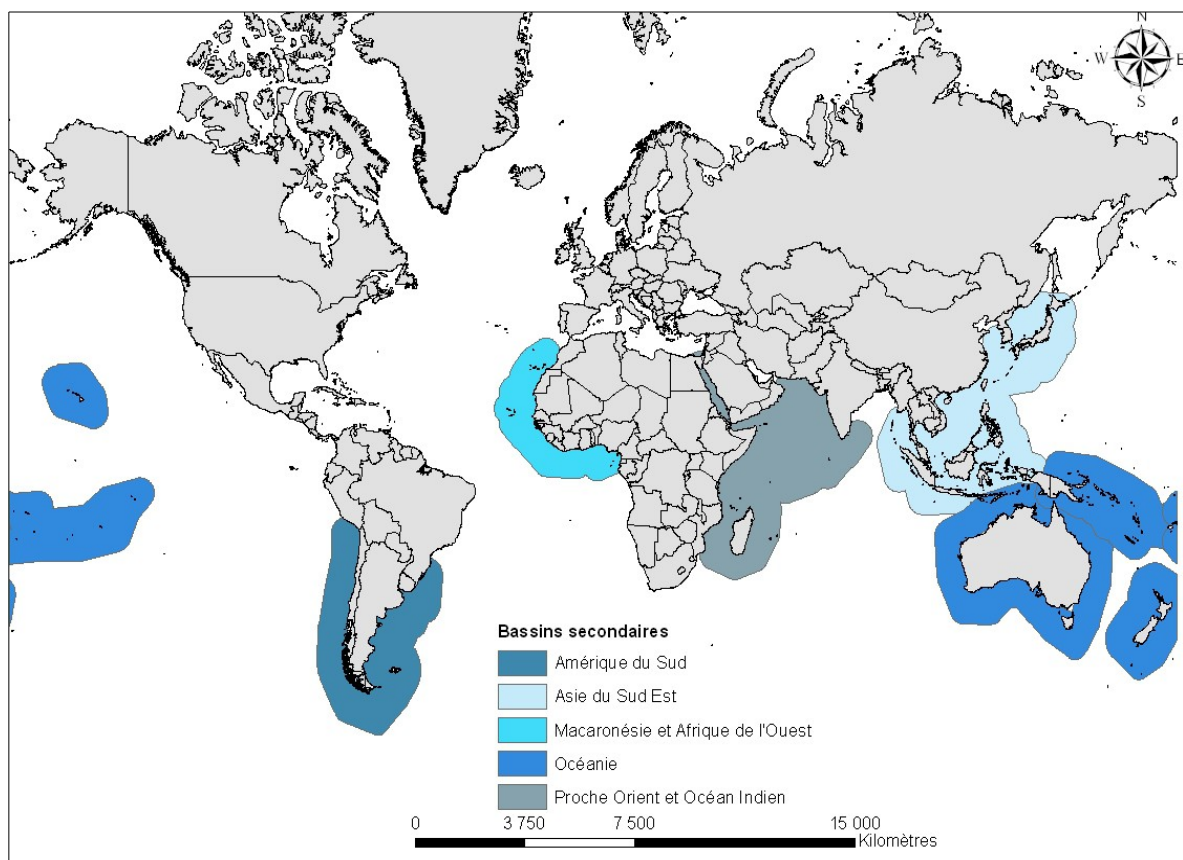 N
W E
S
Bassins secondaires
Amérique du Sud
Asie du Sud Est
Macaronésie et Afrique de l'Ouest
Océanie
Proche Orient et Océan Indien
0 3 750 7 500 15 000
Kilomètres